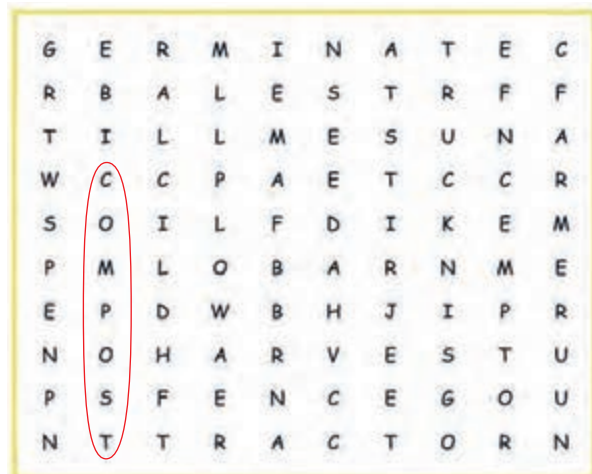 G E R M I N A T E C
R B A L E S T R F F
T I L L M E S U N A
W C C P A E T C C R
S O I L F D I K E M
P M L O B A R N M E
E P D W B H J I P R
N O H A R V E S T U
P S F E N C E G O U
N T T R A C T O R N